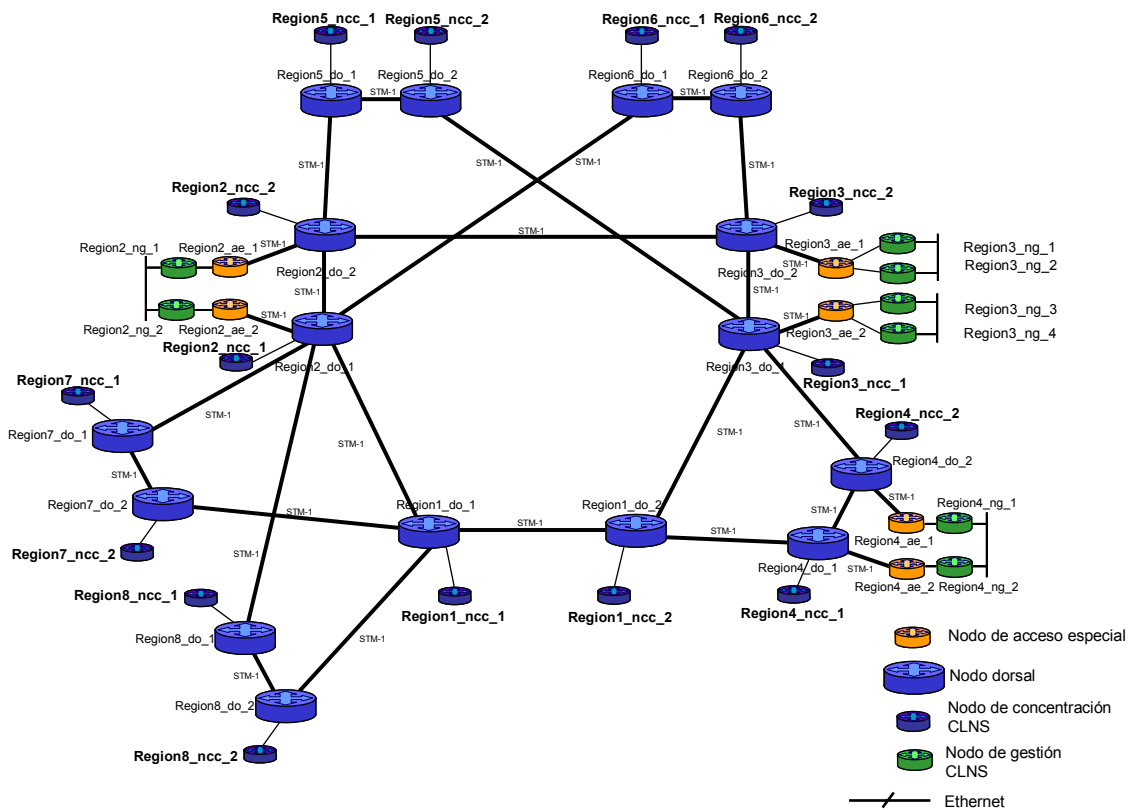 Region5_ncc_1
Region5_ncc_2
Region6_ncc_1
Region6_ncc_2
Region5_do_1
Region5_do_2
Region6_do_1
Region6_do_2
STM-1
STM-1
STM-1
STM-1
STM-1
STM-1
Region2_ncc_2
Region3_ncc_2
Region2_ng_1
Region2_ae_1
STM-1
STM-1
Region3_ae_1
Region3_ng_1
Region3_ng_2
STM-1
Region2_do_2
Region3_do_2
STM-1
STM-1
STM-1
STM-1
Region3_ng_3
Region2_ng_2
Region2_ae_2
Region3_ae_2
Region3_ng_4
Region2_ncc_1
Region2_do_1
Region3_do_1
Region3_ncc_1
Region7_ncc_1
Region4_ncc_2
STM-1
STM-1
STM-1
STM-1
Region7_do_1
Region4_do_2
STM-1
Region7_do_2
Region1_do_1
Region1_do_2
STM-1
Region4_ng_1
STM-1
STM-1
STM-1
STM-1
Region4_ae_1
Region7_ncc_2
STM-1
Region4_do_1
STM-1
Region4_ae_2
Region4_ng_2
Region8_ncc_1
Region1_ncc_1
Region1_ncc_2
Region4_ncc_1
Region8_do_1
STM-1
STM-1
Region8_do_2
Region8_ncc_2
Nodo de acceso especial
Nodo dorsal
Nodo de concentración
CLNS
Nodo de gestión
CLNS
Ethernet